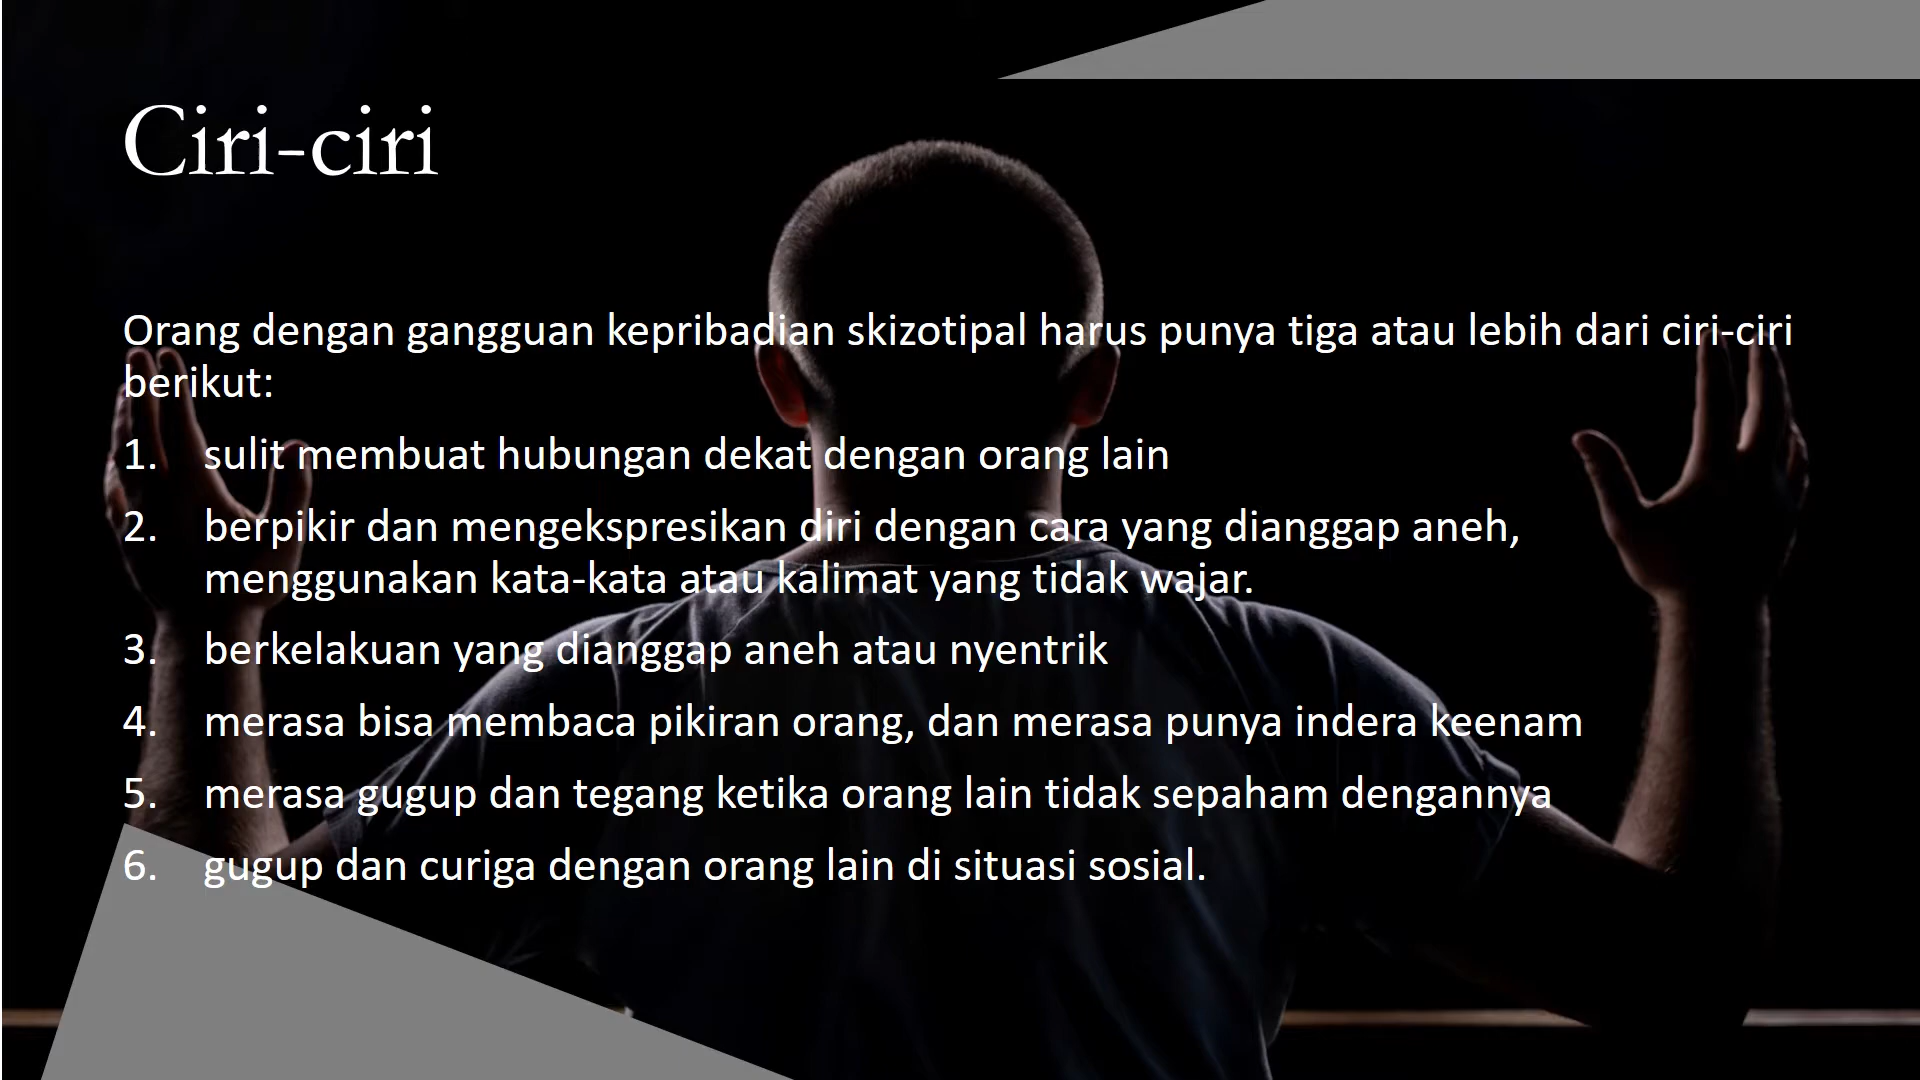 Ciri-ciri
Orang dengan gangguan kepribadian skizotipal harus punya tiga atau lebih dari ciri-ciri
berikut:
1. sulit membuat hubungan dekat dengan orang lain
2. berpikir dan mengekspresikan diri dengan cara yang dianggap aneh,
menggunakan kata-kata atau kalimat yang tidak wajar.
3. berkelakuan yang dianggap aneh atau nyentrik
4. merasa bisa membaca pikiran orang, dan merasa punya indera keenam
5. merasa gugup dan tegang ketika orang lain tidak sepaham dengannya
6. gugup dan curiga dengan orang lain di situasi sosial.